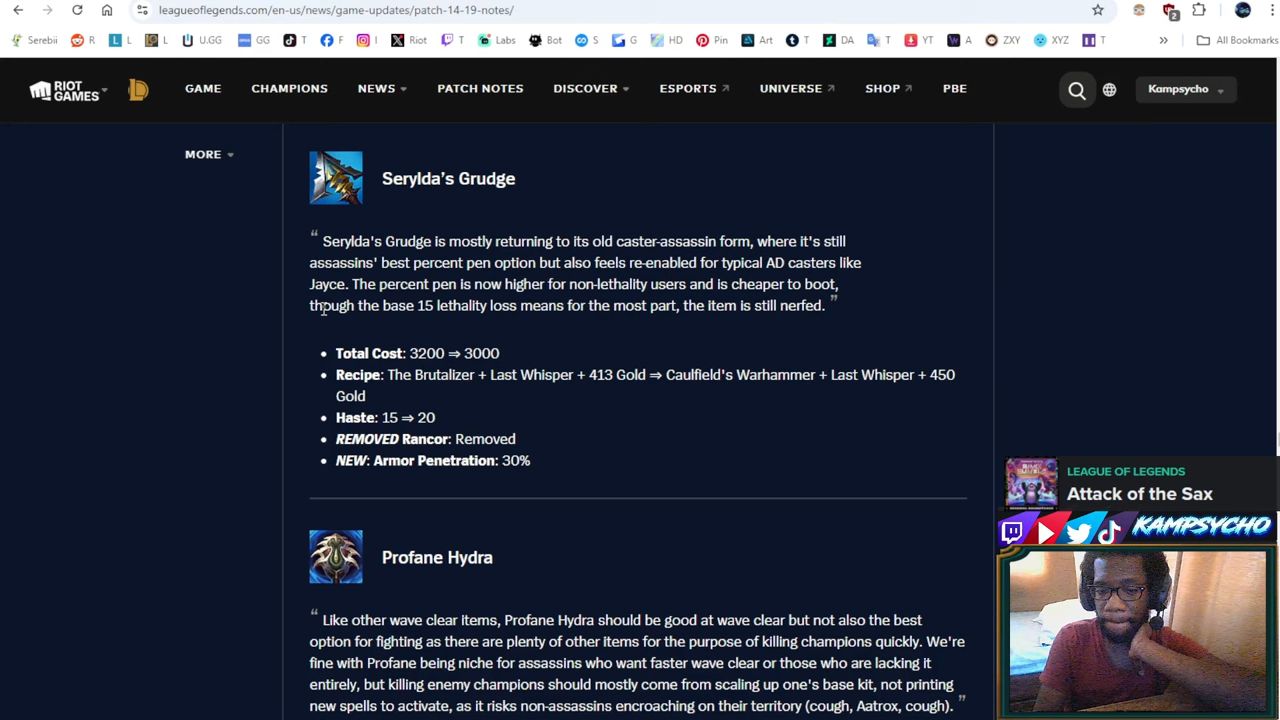 leagueoflegends.com/en-us/news/game-updates/patch-14-19-notes/
2
Serebii R L L U.GG GG T F I Riot T Labs Bot S G HD Pin Art T DA T YT A ZXY XYZ T » All Bookmarks
RIOT GAMES GAME CHAMPIONS NEWS PATCH NOTES DISCOVER ESPORTS UNIVERSE SHOP PBE Kampsycho
MORE
Serylda's Grudge
“ Serylda's Grudge is mostly returning to its old caster-assassin form, where it's still
assassins' best percent pen option but also feels re-enabled for typical AD casters like
Jayce. The percent pen is now higher for non-lethality users and is cheaper to boot,
though the base 15 lethality loss means for the most part, the item is still nerfed. ”
• Total Cost: 3200 ⇒ 3000
• Recipe: The Brutalizer + Last Whisper + 413 Gold ⇒ Caulfield's Warhammer + Last Whisper + 450
Gold
• Haste: 15 ⇒ 20
• REMOVED Rancor: Removed
• NEW: Armor Penetration: 30%
LEAGUE OF LEGENDS
Attack of the Sax
KAMPSYCHO
Profane Hydra
“ Like other wave clear items, Profane Hydra should be good at wave clear but not also the best
option for fighting as there are plenty of other items for the purpose of killing champions quickly. We're
fine with Profane being niche for assassins who want faster wave clear or those who are lacking it
entirely, but killing enemy champions should mostly come from scaling up one's base kit, not printing
new spells to activate, as it risks non-assassins encroaching on their territory (cough, Aatrox, cough). ”